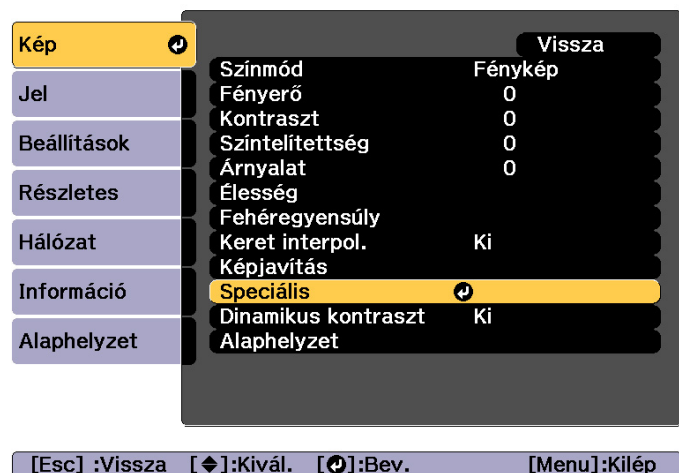 Kép
Jel
Beállítások
Részletes
Hálózat
Információ
Alaphelyzet
Vissza
Színmód Fénykép
Fényerő 0
Kontraszt 0
Színtelítettség 0
Árnyalat 0
Élesség
Fehéregyensúly
Keret interpol. Ki
Képjavítás
Speciális
Dinamikus kontraszt Ki
Alaphelyzet
[Esc] :Vissza [◆]:Kivál. [↵]:Bev. [Menu]:Kilép